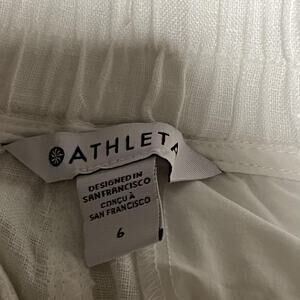 ATHLETA
DESIGNED IN
SAN FRANCISCO
CONÇU À
SAN FRANCISCO
6